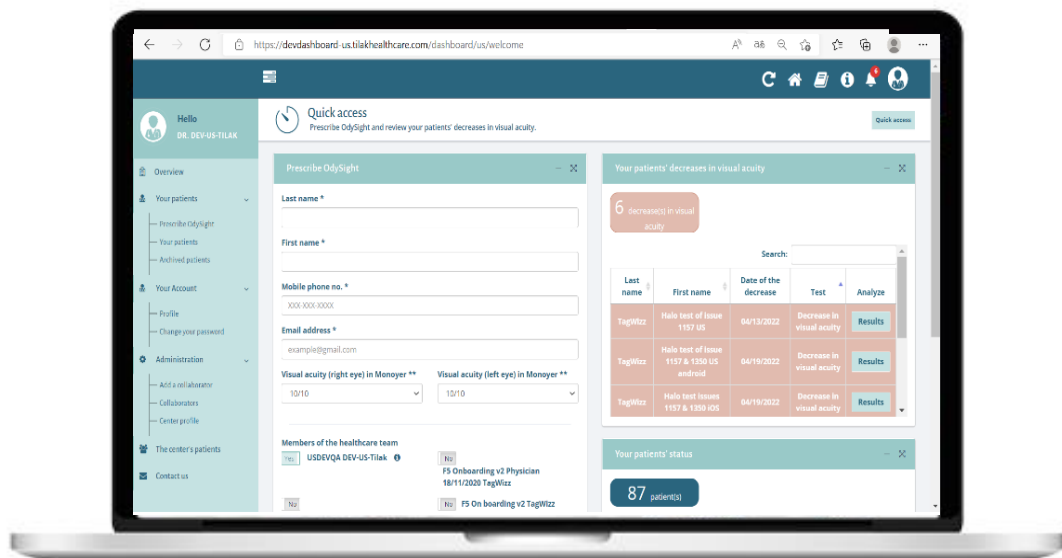 https://devdashboard-us.tilakhealthcare.com/dashboard/us/welcome
6
Hello
DR. DEV-US-TILAK
Overview
Your patients
Prescribe OdySight
Your patients
Archived patients
Your Account
Profile
Change your password
Administration
Add a collaborator
Collaborators
Center profile
The center's patients
Contact us
Quick access
Prescribe OdySight and review your patients' decreases in visual acuity.
Quick access
Prescribe OdySight
Last name *
First name *
Mobile phone no. *
XXX-XXX-XXXX
Email address *
example@gmail.com
Visual acuity (right eye) in Monoyer **
Visual acuity (left eye) in Monoyer **
10/10
10/10
Members of the healthcare team
Yes USDEVQA DEV-US-Tilak
No
F5 Onboarding v2 Physician
18/11/2020 TagWizz
No
No F5 On boarding v2 TagWizz
Your patients' decreases in visual acuity
6 decrease(s) in visual
acuity
Search:
Last name First name Date of the decrease Test Analyze
TagWizz Halo test of Issue 1157 US 04/13/2022 Decrease in visual acuity Results
TagWizz Halo test of Issue 1157 & 1350 US android 04/19/2022 Decrease in visual acuity Results
TagWizz Halo test Issues 1157 & 1350 iOS 04/19/2022 Decrease in visual acuity Results
Your patients' status
87 patient(s)